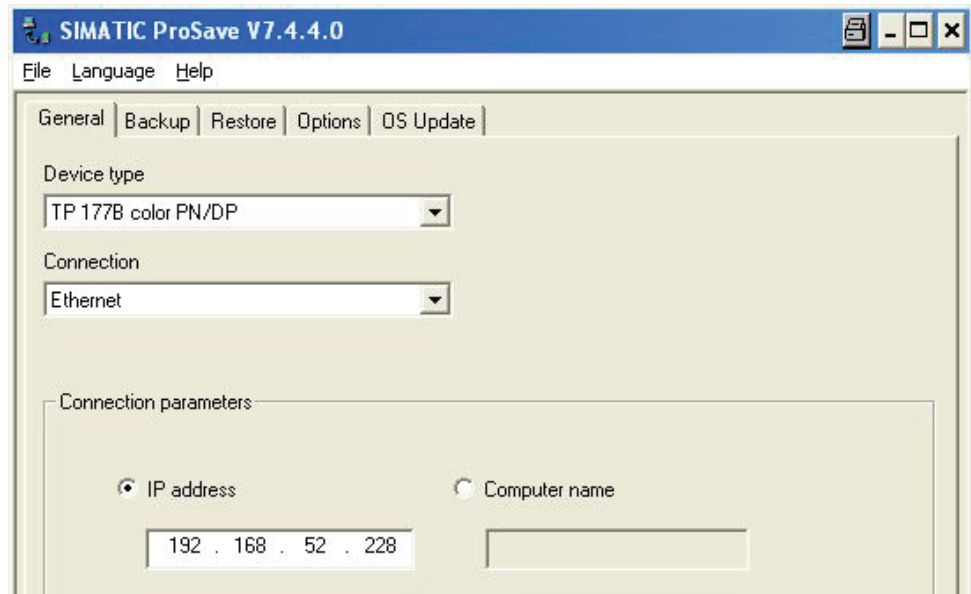 SIMATIC ProSave V7.4.4.0
File Language Help
General Backup Restore Options OS Update
Device type
TP 177B color PN/DP
Connection
Ethernet
Connection parameters
IP address Computer name
192 . 168 . 52 . 228